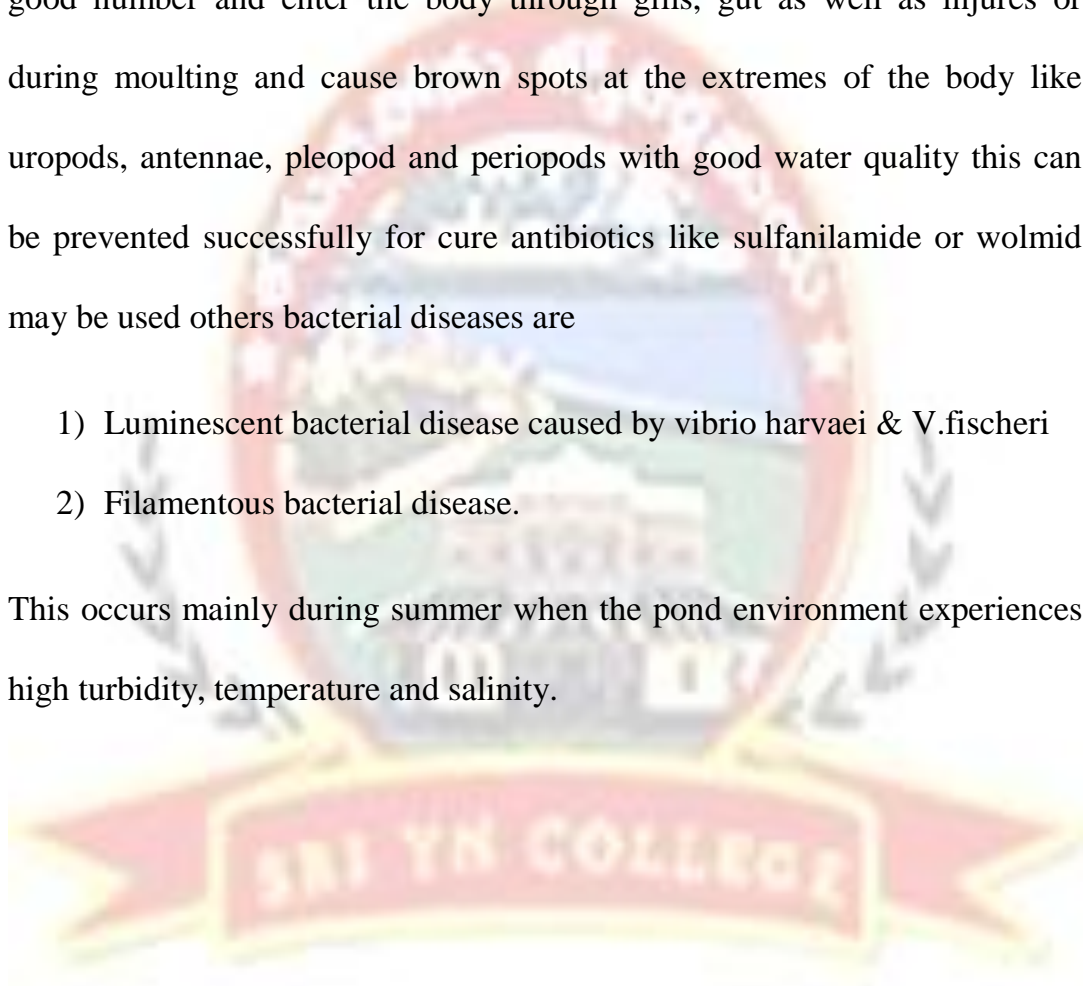 good number and enter the body through gills, gut as well as injures or
during moulting and cause brown spots at the extremes of the body like
uropods, antennae, pleopod and periopods with good water quality this can
be prevented successfully for cure antibiotics like sulfanilamide or wolmid
may be used others bacterial diseases are
1) Luminescent bacterial disease caused by vibrio harvaei & V.fischeri
2) Filamentous bacterial disease.
This occurs mainly during summer when the pond environment experiences
high turbidity, temperature and salinity.
SRI YN COLLEGE